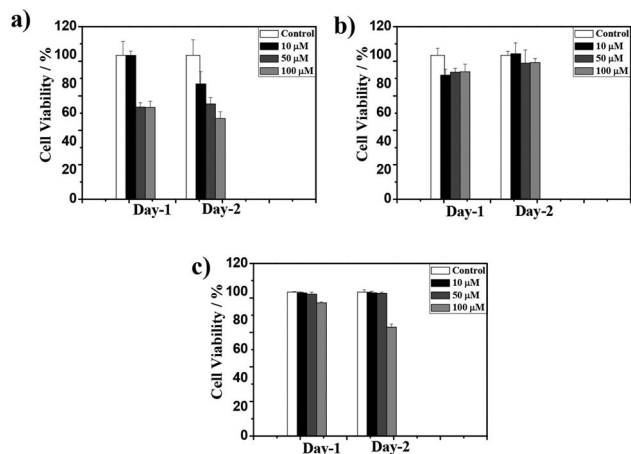 a)
120
100
80
60
40
20
0
Cell Viability / %
Control
10 μM
50 μM
100 μM
Day-1
Day-2
b)
120
100
80
60
40
20
0
Cell Viability / %
Control
10 μM
50 μM
100 μM
Day-1
Day-2
c)
120
100
80
60
40
20
0
Cell Viability / %
Control
10 μM
50 μM
100 μM
Day-1
Day-2